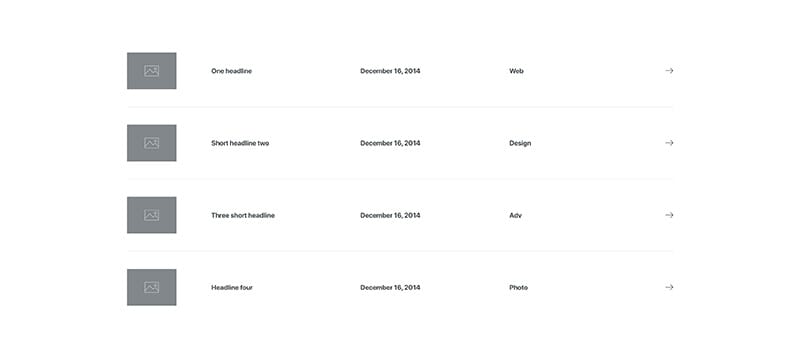 One headline December 16, 2014 Web
Short headline two December 16, 2014 Design
Three short headline December 16, 2014 Adv
Headline four December 16, 2014 Photo